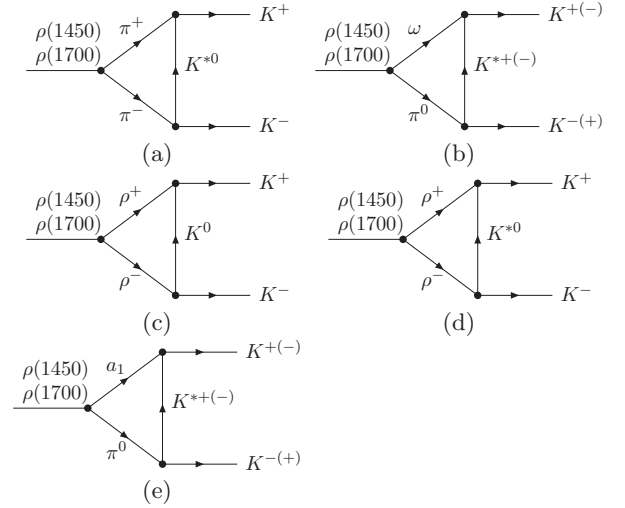 ρ(1450)
ρ(1700)
π⁺
π⁻
K*⁰
K⁺
K⁻
(a)
ρ(1450)
ρ(1700)
ω
π⁰
K*⁺⁽⁻⁾
K⁺⁽⁻⁾
K⁻⁽⁺⁾
(b)
ρ(1450)
ρ(1700)
ρ⁺
ρ⁻
K⁰
K⁺
K⁻
(c)
ρ(1450)
ρ(1700)
ρ⁺
ρ⁻
K*⁰
K⁺
K⁻
(d)
ρ(1450)
ρ(1700)
a₁
π⁰
K*⁺⁽⁻⁾
K⁺⁽⁻⁾
K⁻⁽⁺⁾
(e)